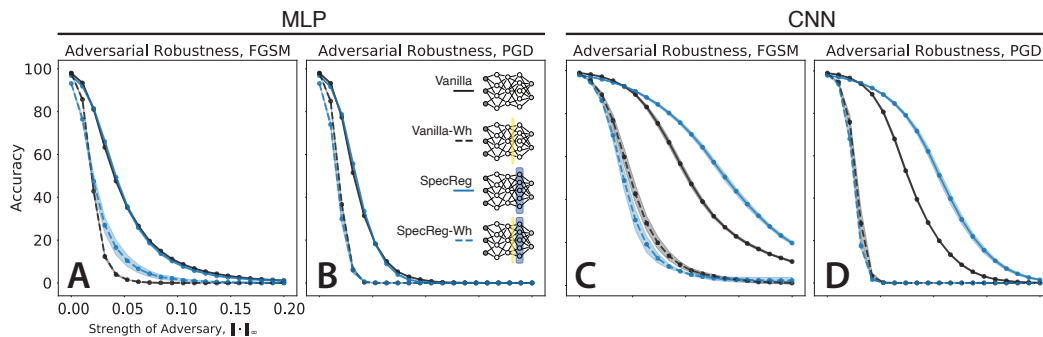 MLP
CNN
Adversarial Robustness, FGSM
Adversarial Robustness, PGD
Adversarial Robustness, FGSM
Adversarial Robustness, PGD
Accuracy
100
80
60
40
20
0
Vanilla
Vanilla-Wh
SpecReg
SpecReg-Wh
A
B
C
D
0.00 0.05 0.10 0.15 0.20
Strength of Adversary, ‖·‖∞